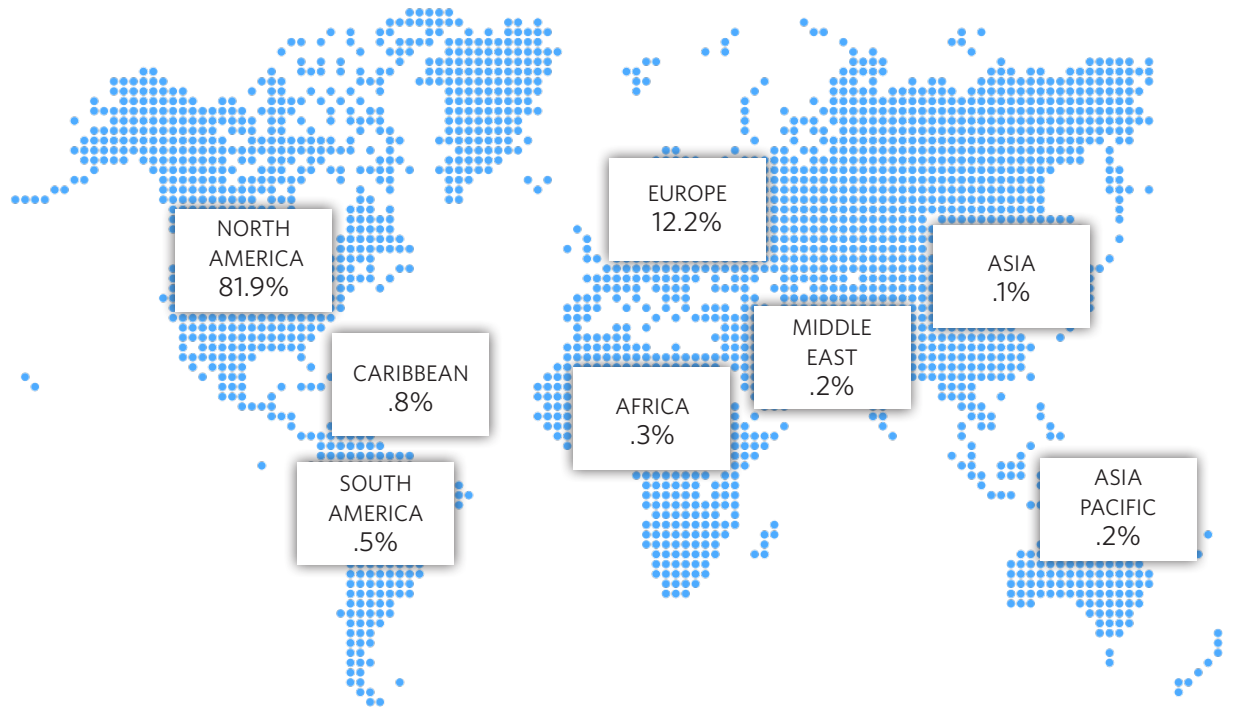 NORTH
AMERICA
81.9%
EUROPE
12.2%
ASIA
.1%
MIDDLE
EAST
.2%
CARIBBEAN
.8%
AFRICA
.3%
SOUTH
AMERICA
.5%
ASIA
PACIFIC
.2%